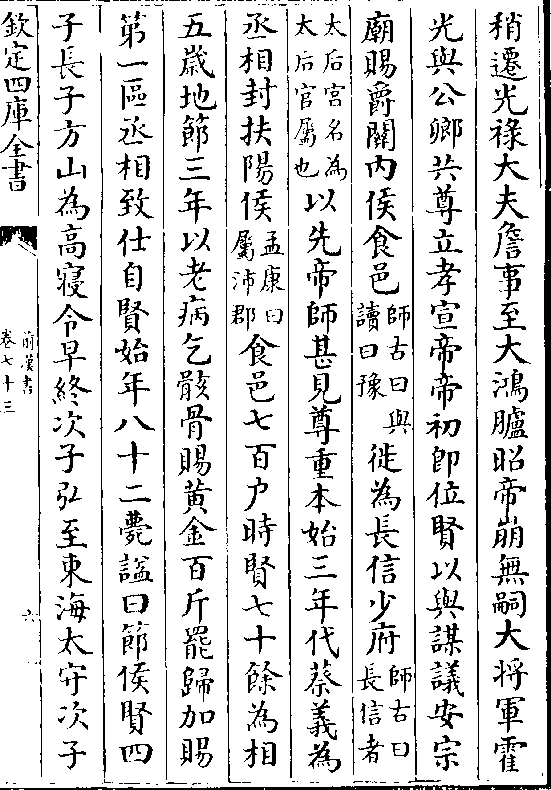 稍遷光祿大夫詹事至大鴻臚昭帝崩無嗣大將軍霍
光與公卿共尊立孝宣帝帝初即位賢以與謀議安宗
廟賜爵關內侯食邑師古曰與讀曰豫徙為長信少府師古曰長信者
太后宮名為太后官屬也以先帝師甚見尊重本始三年代蔡義為
丞相封扶陽侯孟康曰屬沛郡食邑七百户時賢七十餘為相
五歲地節三年以老病乞骸骨賜黃金百斤罷歸加賜
第一區丞相致仕自賢始年八十二薨謚曰節侯賢四
子長子方山為高寢令早終次子弘至東海太守次子
欽定四庫全書
前漢書
卷七十三
六